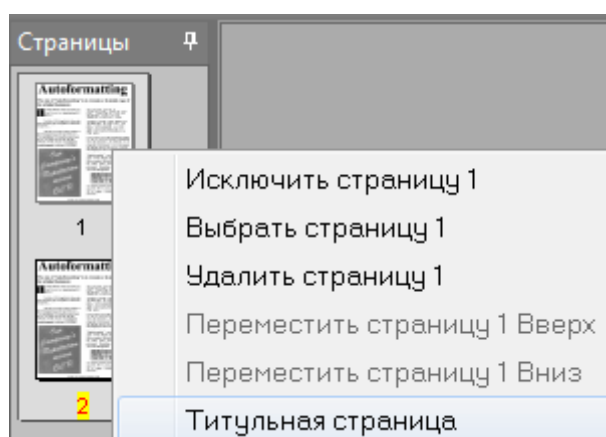 Страницы
Autoformatting
1
Autoformatt
2
Исключить страницу 1
Выбрать страницу 1
Удалить страницу 1
Переместить страницу 1 Вверх
Переместить страницу 1 Вниз
Титульная страница